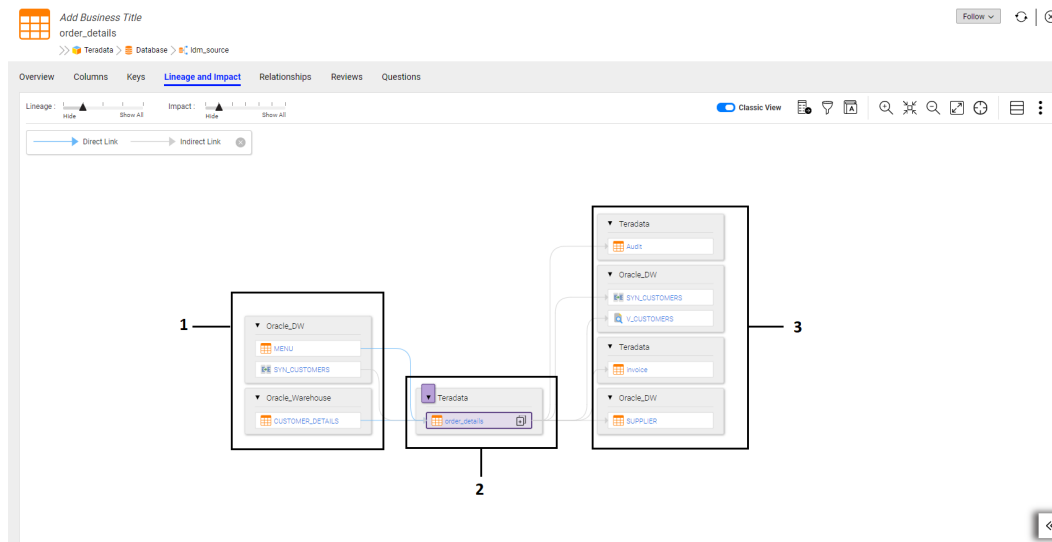 Add Business Title
order_details
Teradata Database ldm_source
Follow
Overview Columns Keys Lineage and Impact Relationships Reviews Questions
Lineage : Hide Show All Impact : Hide Show All
Classic View
Direct Link Indirect Link
Teradata
Audit
Oracle_DW
SYN_CUSTOMERS
V_CUSTOMERS
Teradata
invoice
Oracle_DW
SUPPLIER
3
1
Oracle_DW
MENU
SYN_CUSTOMERS
Oracle_Warehouse
CUSTOMER_DETAILS
Teradata
order_details
2